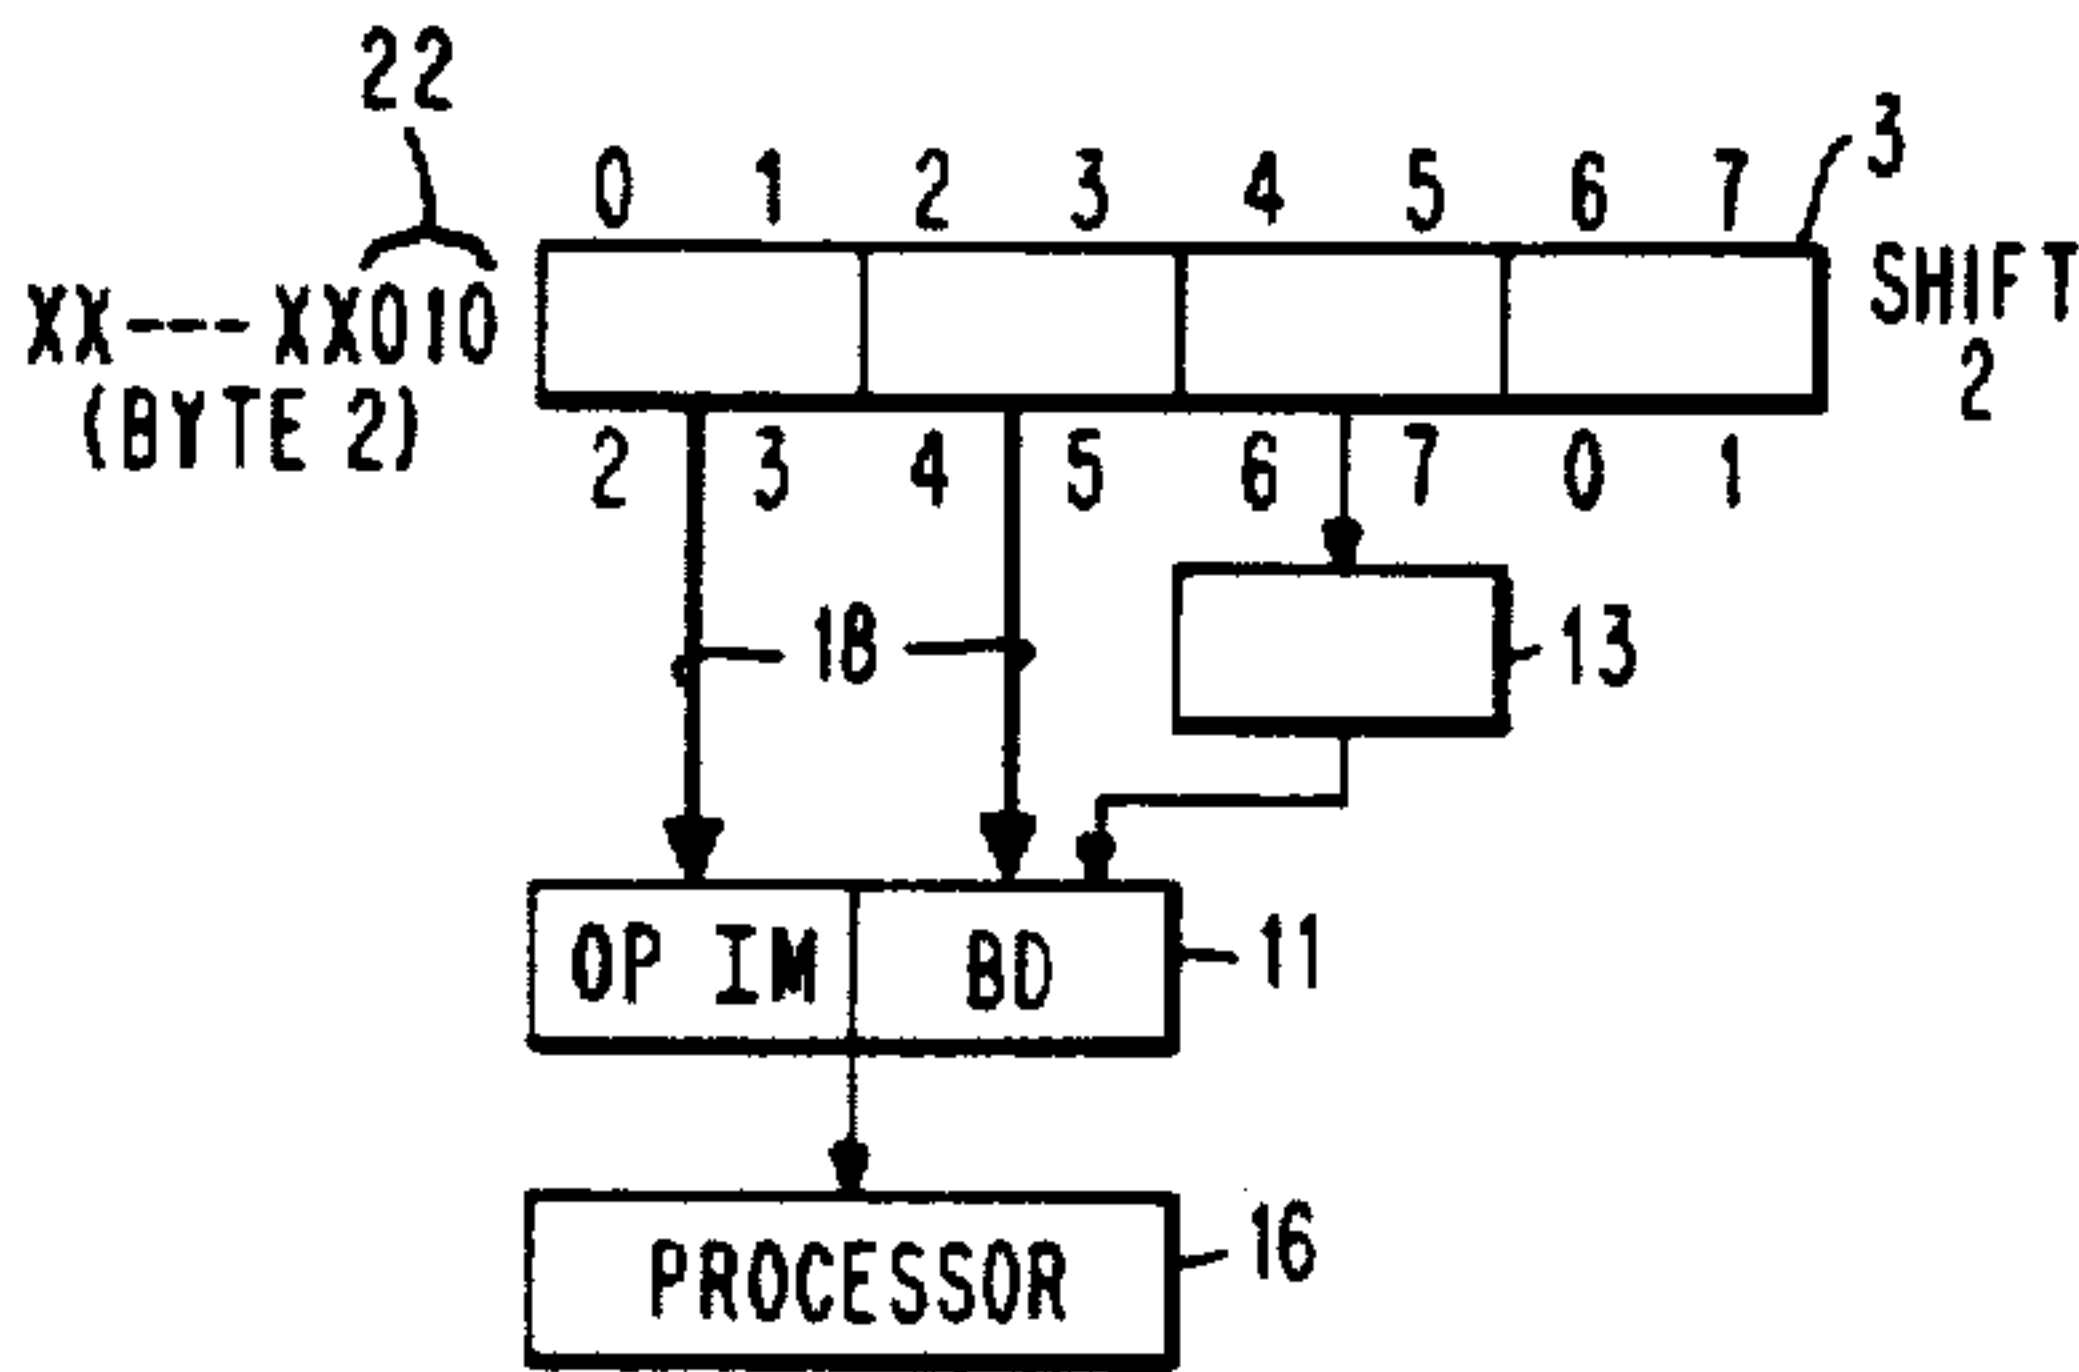 22
0 1 2 3 4 5 6 7 3
XX---XX010 SHIFT
(BYTE 2) 2
2 3 4 5 6 7 0 1
18 13
OP IM BD 11
PROCESSOR 16